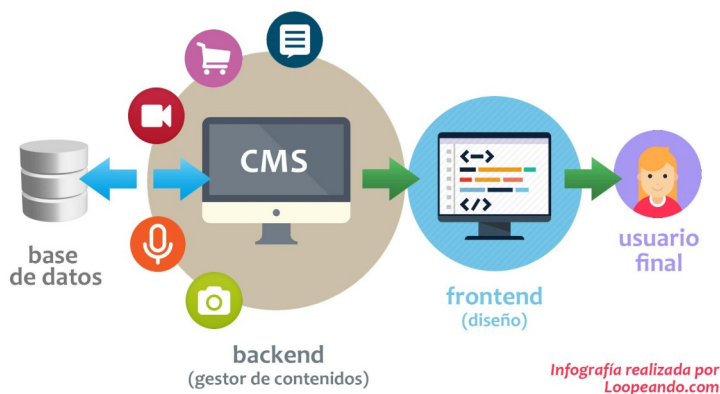 CMS
base
de datos
backend
(gestor de contenidos)
<-->
</>
frontend
(diseño)
usuario
final
Infografía realizada por
Loopeando.com